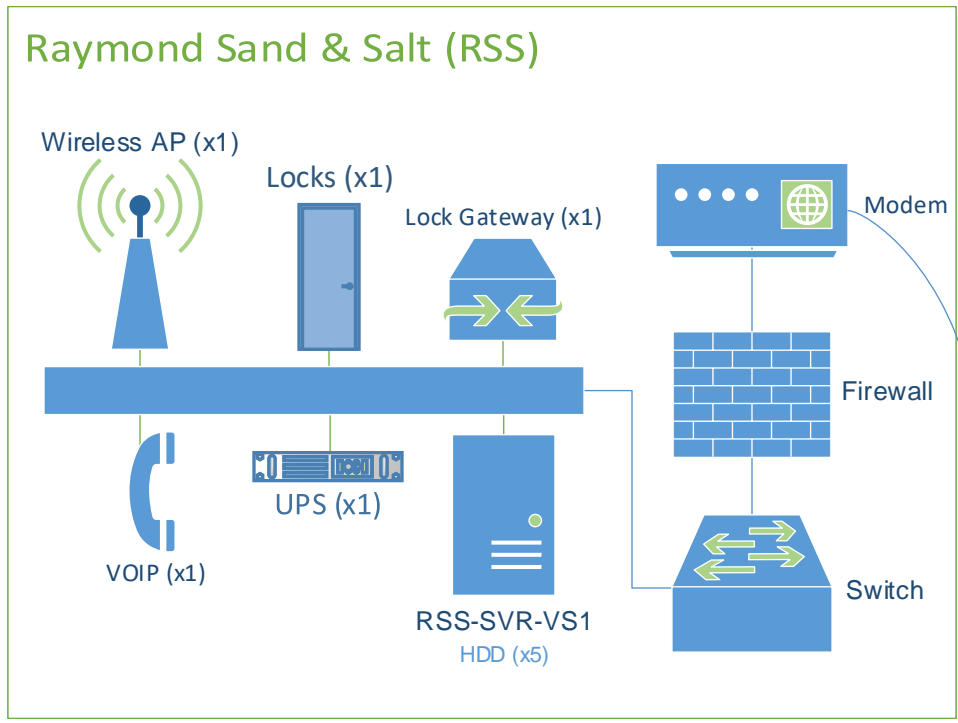 Raymond Sand & Salt (RSS)
Wireless AP (x1)
Locks (x1)
Lock Gateway (x1)
Modem
Firewall
UPS (x1)
VOIP (x1)
Switch
RSS-SVR-VS1
HDD (x5)